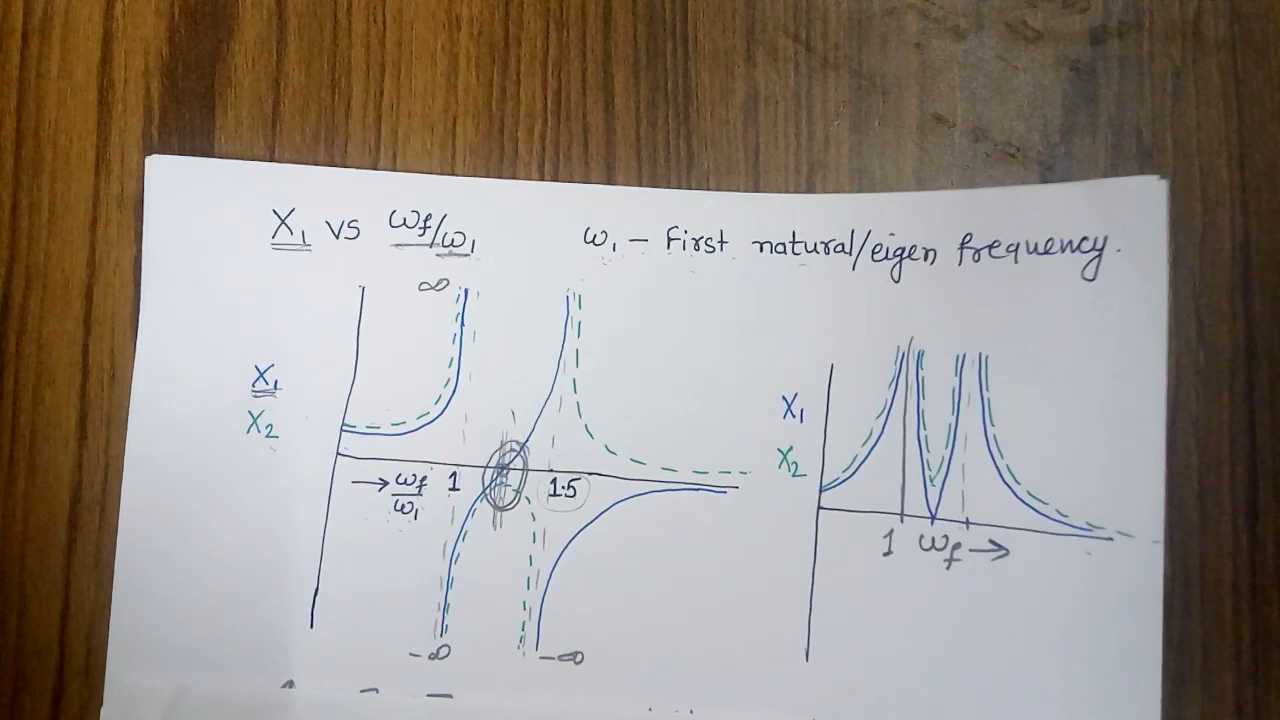 X₁ vs ωf/ω₁
ω₁ – First natural/eigen frequency.
∞
X₁
X₂
→ ωf/ω₁
1
1.5
-∞
-∞
X₁
X₂
1 ωf →